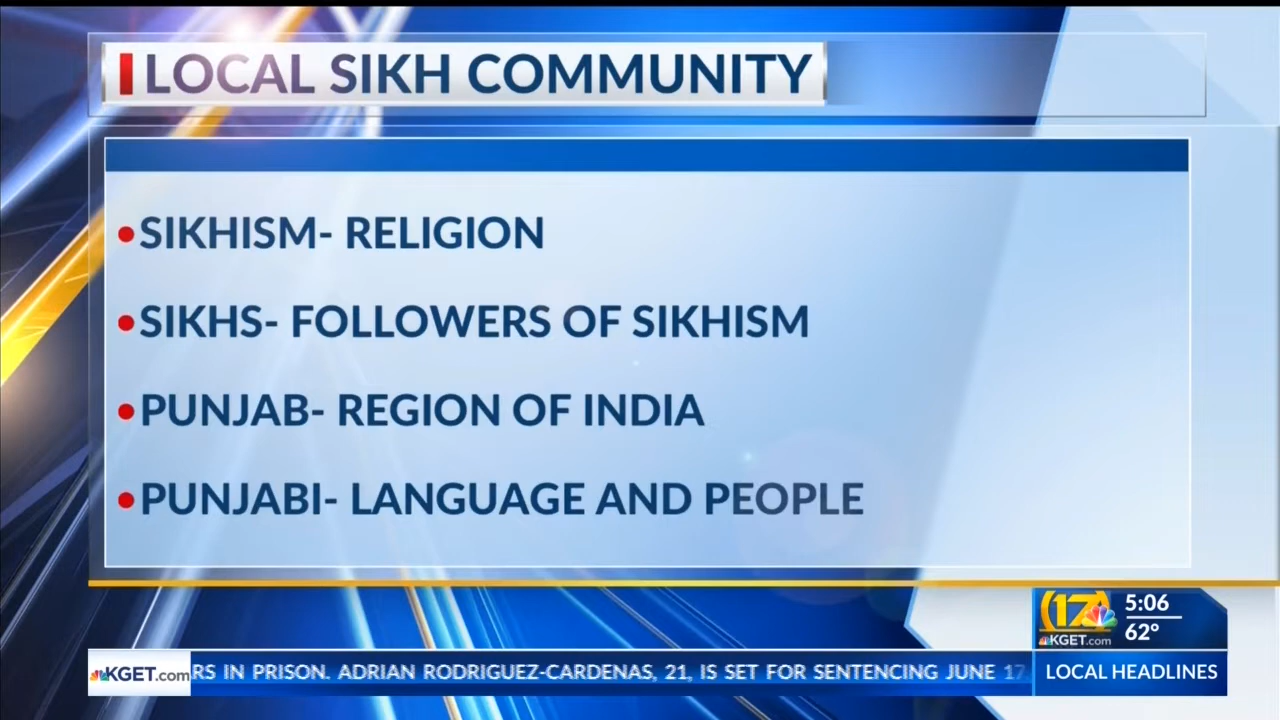 LOCAL SIKH COMMUNITY
•SIKHISM- RELIGION
•SIKHS- FOLLOWERS OF SIKHISM
•PUNJAB- REGION OF INDIA
•PUNJABI- LANGUAGE AND PEOPLE
17
KGET.com
5:06
62°
KGET.com
RS IN PRISON. ADRIAN RODRIGUEZ-CARDENAS, 21, IS SET FOR SENTENCING JUNE 17
LOCAL HEADLINES